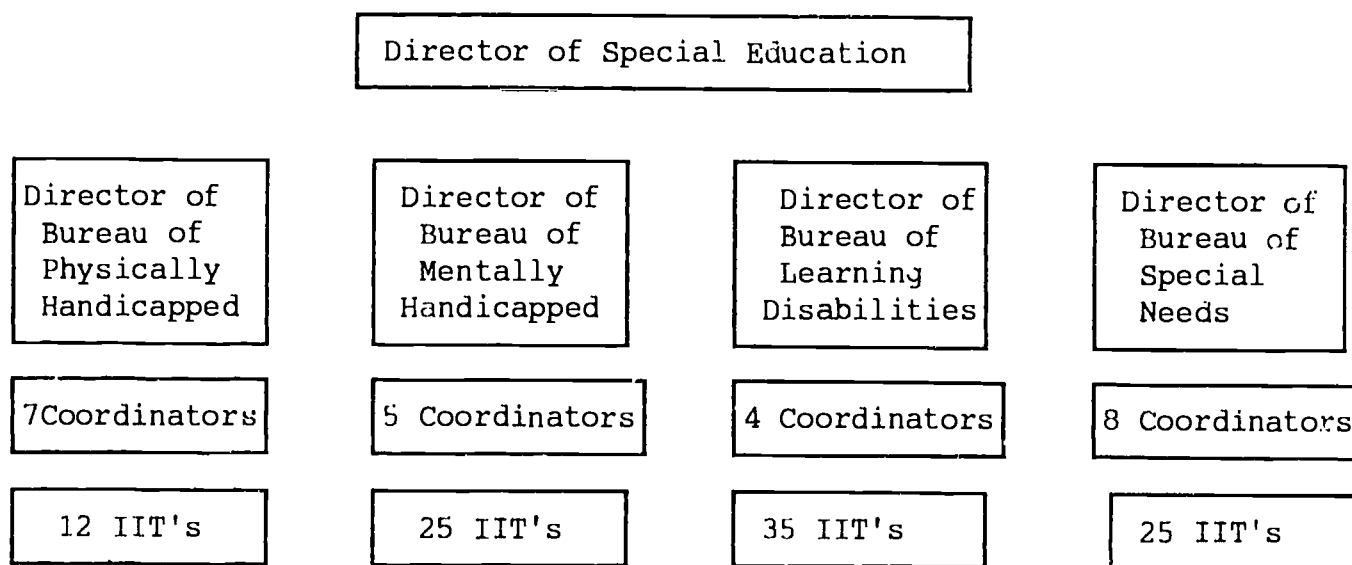 Director of Special Education
Director of
Bureau of
Physically
Handicapped
Director of
Bureau of
Mentally
Handicapped
Director of
Bureau of
Learning
Disabilities
Director of
Bureau of
Special
Needs
7Coordinators
5 Coordinators
4 Coordinators
8 Coordinators
12 IIT's
25 IIT's
35 IIT's
25 IIT's